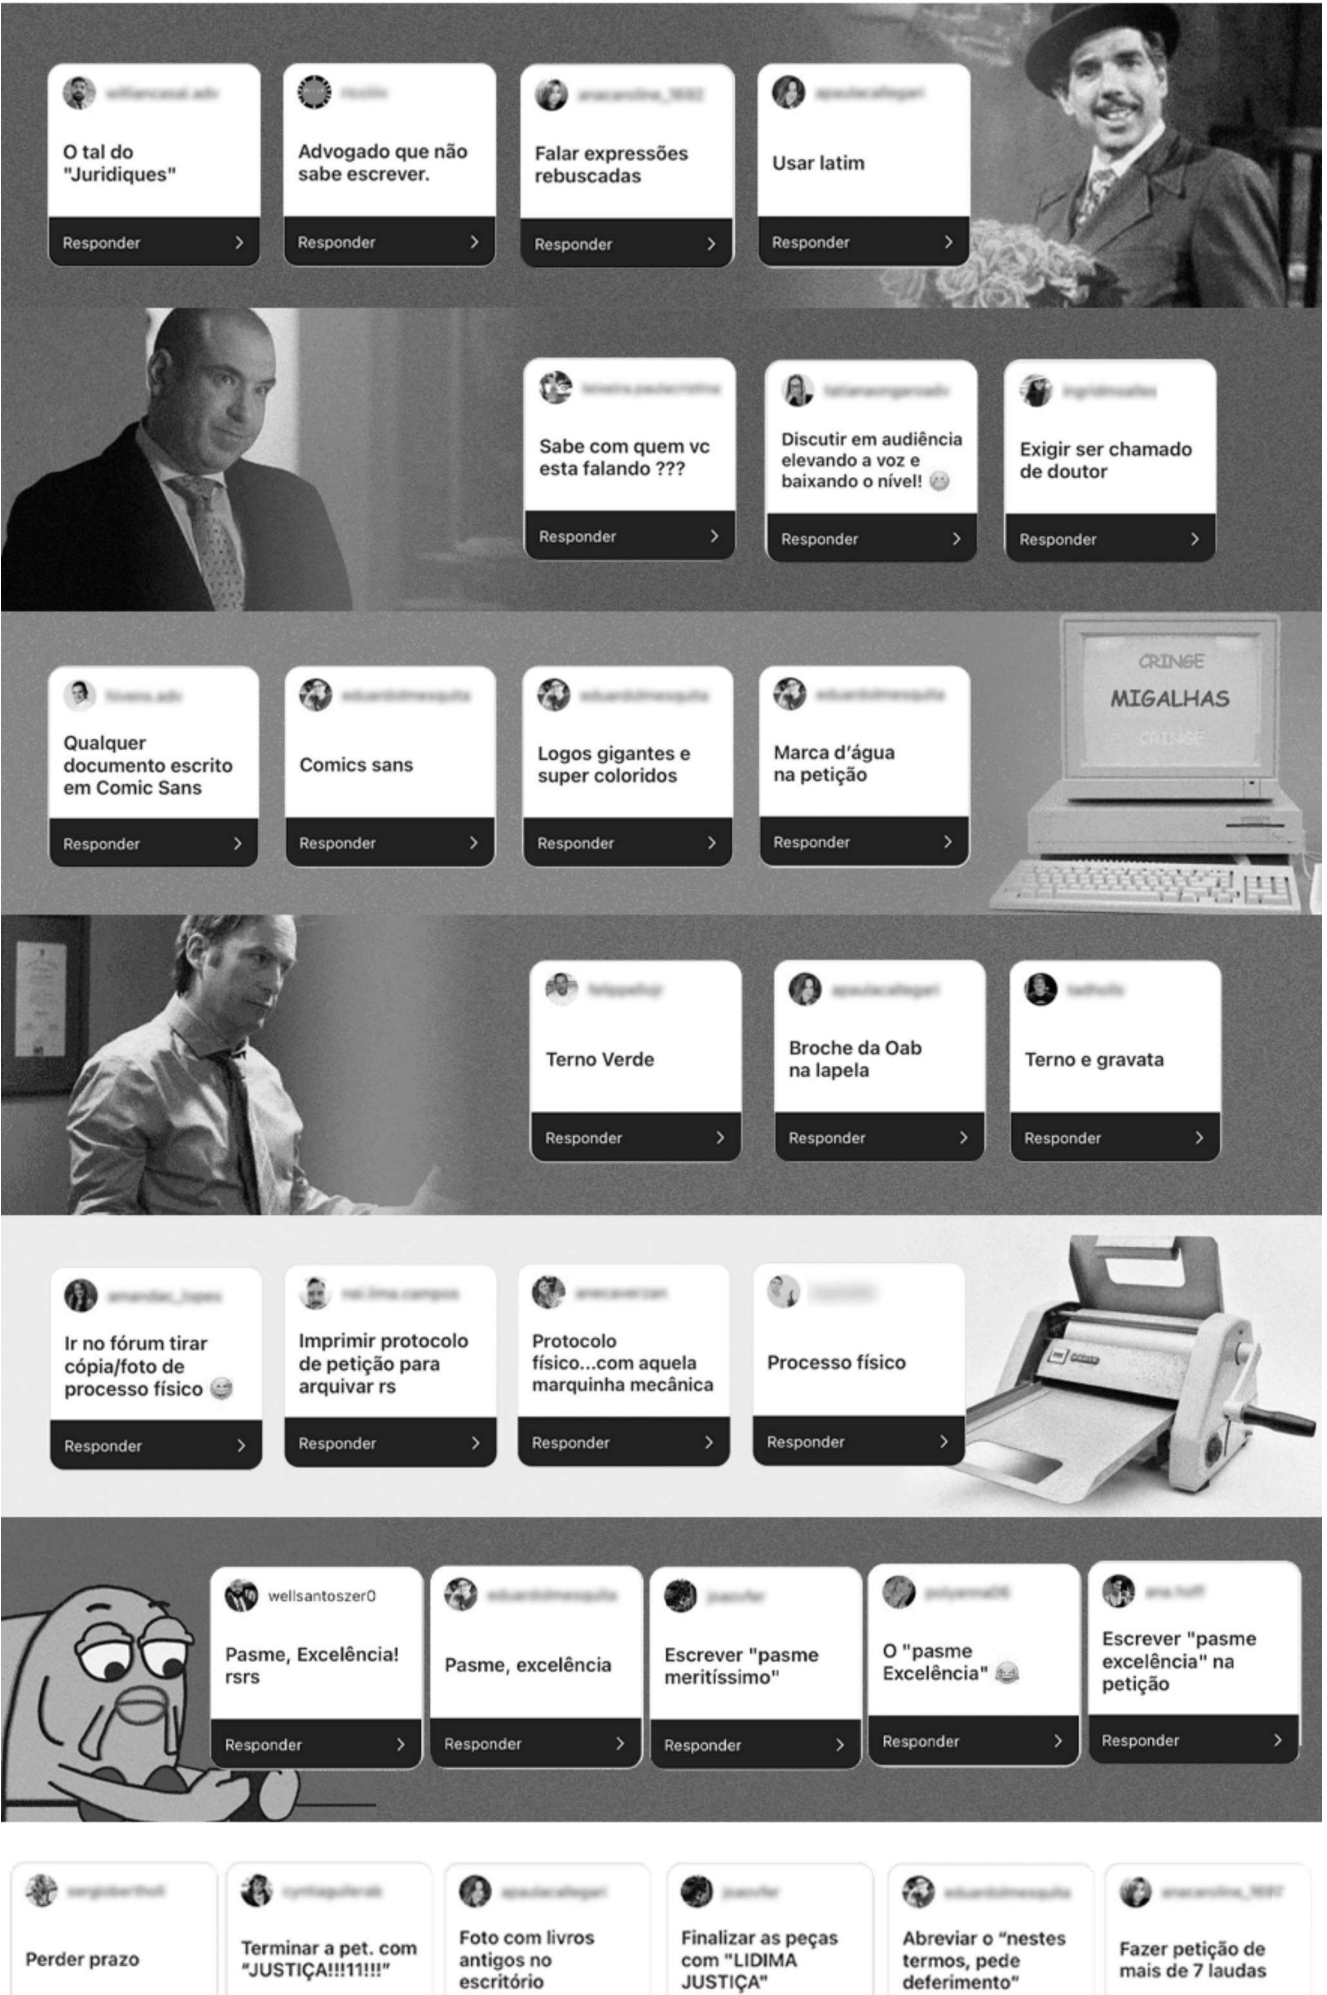 O tal do
"Juridiques"
Responder
Advogado que não
sabe escrever.
Responder
Falar expressões
rebuscadas
Responder
Usar latim
Responder
Sabe com quem vc
esta falando ???
Responder
Discutir em audiência
elevando a voz e
baixando o nível! 😬
Responder
Exigir ser chamado
de doutor
Responder
Qualquer
documento escrito
em Comic Sans
Responder
Comics sans
Responder
Logos gigantes e
super coloridos
Responder
Marca d’água
na petição
Responder
CRINGE
MIGALHAS
CRINGE
Terno Verde
Responder
Broche da Oab
na lapela
Responder
Terno e gravata
Responder
Ir no fórum tirar
cópia/foto de
processo físico 😅
Responder
Imprimir protocolo
de petição para
arquivar rs
Responder
Protocolo
físico...com aquela
marquinha mecânica
Responder
Processo físico
Responder
wellsantoszer0
Pasme, Excelência!
rsrs
Responder
Pasme, excelência
Responder
Escrever "pasme
meritíssimo"
Responder
O "pasme
Excelência" 😂
Responder
Escrever "pasme
excelência" na
petição
Responder
Perder prazo
Terminar a pet. com
“JUSTIÇA!!!11!!!”
Foto com livros
antigos no
escritório
Finalizar as peças
com "LIDIMA
JUSTIÇA"
Abreviar o “nestes
termos, pede
deferimento“
Fazer petição de
mais de 7 laudas